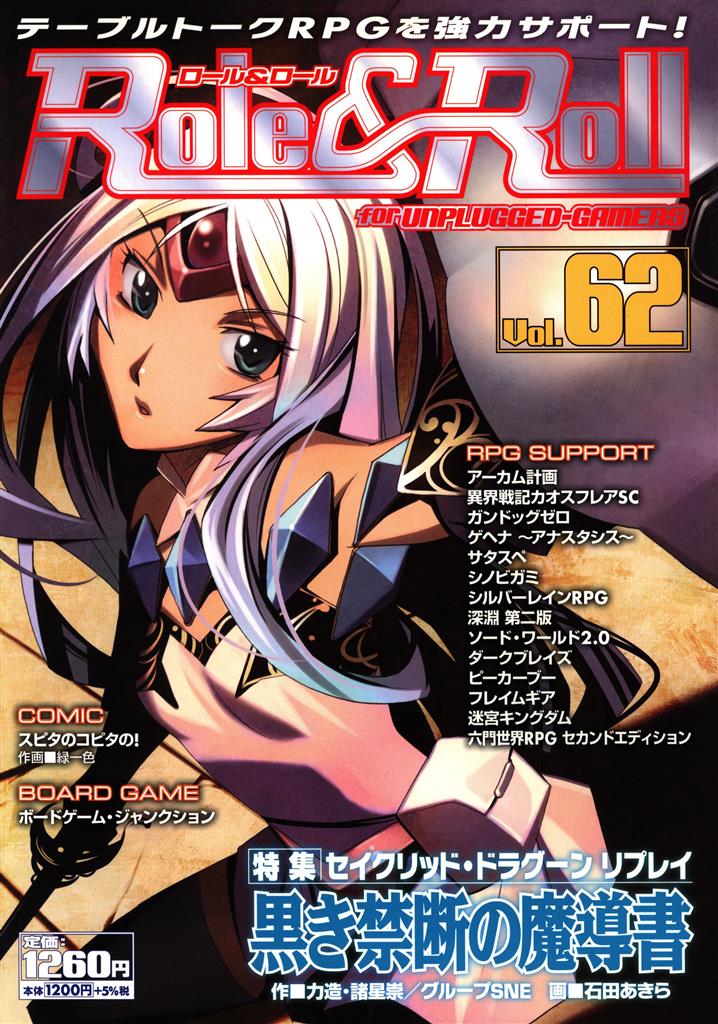 テーブルトークRPGを強力サポート!
ロール&ロール
Role&Roll
for UNPLUGGED-GAMERS
Vol. 62
RPG SUPPORT
アーカム計画
異界戦記カオスフレアSC
ガンドッグゼロ
ゲヘナ 〜アナスタシス〜
サタスペ
シノビガミ
シルバーレインRPG
深淵 第二版
ソード・ワールド2.0
ダークブレイズ
ピーカーブー
フレイムギア
迷宮キングダム
六門世界RPG セカンドエディション
COMIC
スピタのコピタの!
作画■緑一色
BOARD GAME
ボードゲーム・ジャンクション
特集 セイクリッド・ドラグーン リプレイ
黒き禁断の魔導書
作■力造・諸星崇/グループSNE 画■石田あきら
定価:
1260円
本体1200円+5%税